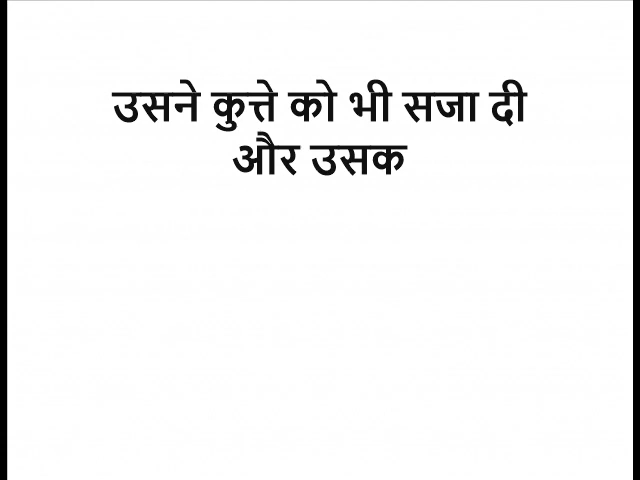 उसने कुत्ते को भी सजा दी
और उसक